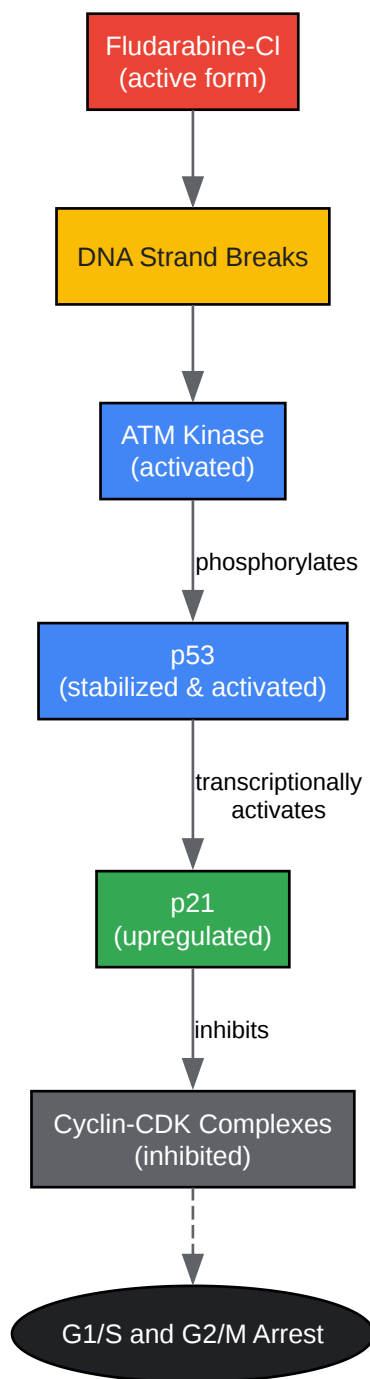 Fludarabine-Cl
(active form)
DNA Strand Breaks
ATM Kinase
(activated)
phosphorylates
p53
(stabilized & activated)
transcriptionally
activates
p21
(upregulated)
inhibits
Cyclin-CDK Complexes
(inhibited)
G1/S and G2/M Arrest